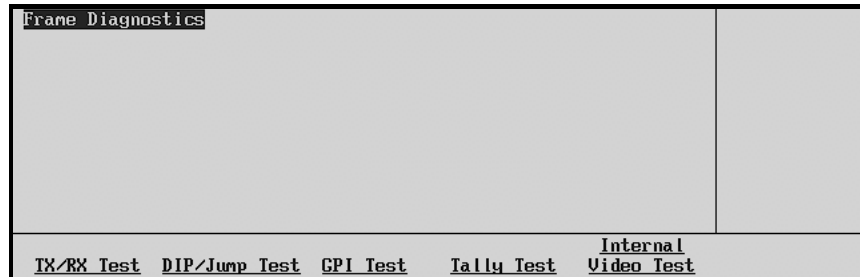 Frame Diagnostics
Internal
TX/RX Test DIP/Jump Test GPI Test Tally Test Video Test